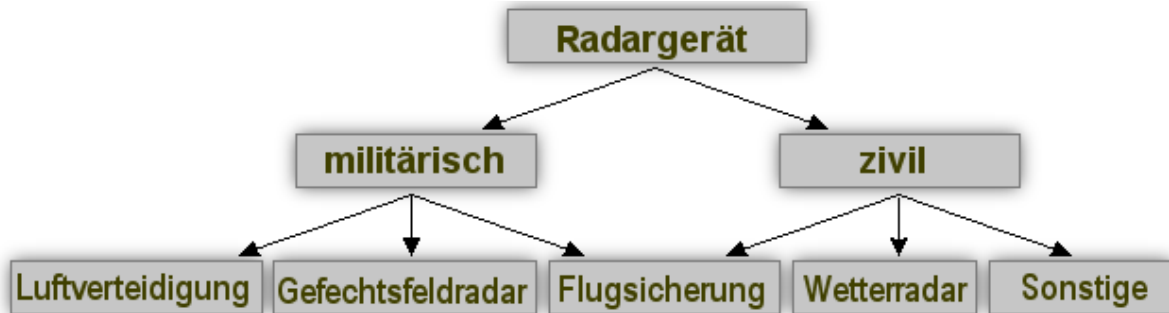 Radargerät
militärisch
zivil
Luftverteidigung
Gefechtsfeldradar
Flugsicherung
Wetterradar
Sonstige